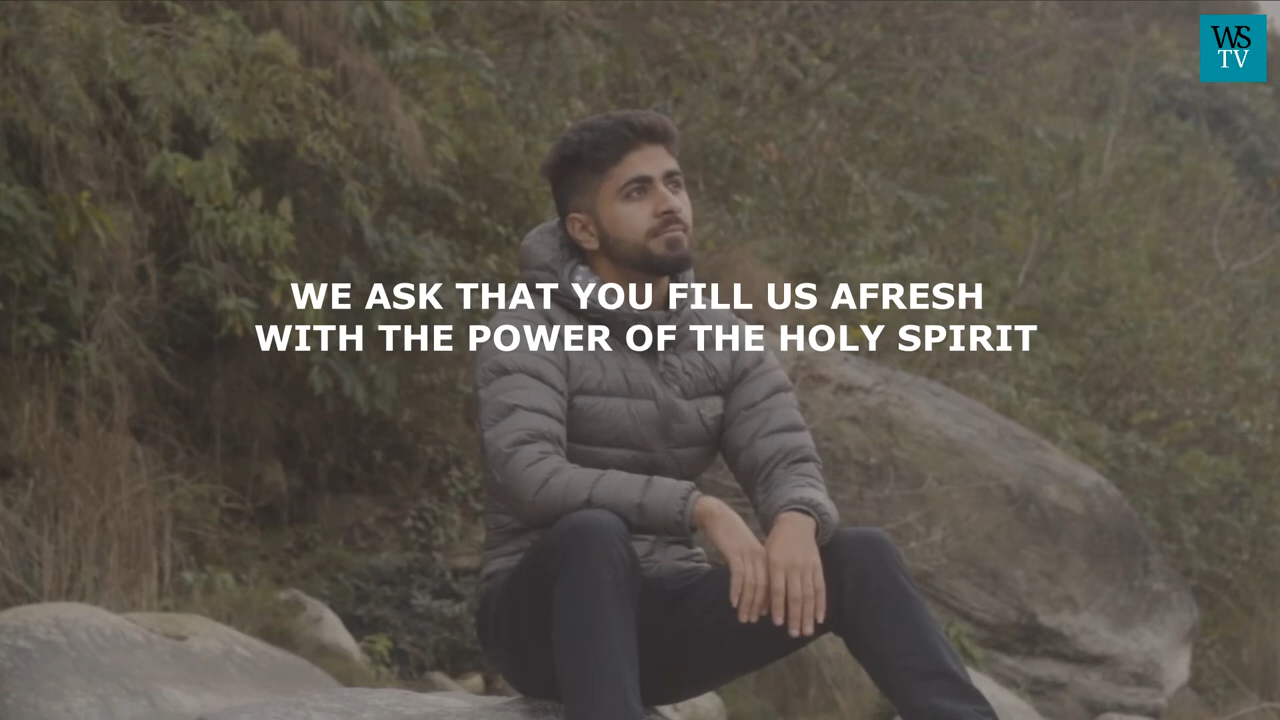 WS
TV
WE ASK THAT YOU FILL US AFRESH
WITH THE POWER OF THE HOLY SPIRIT